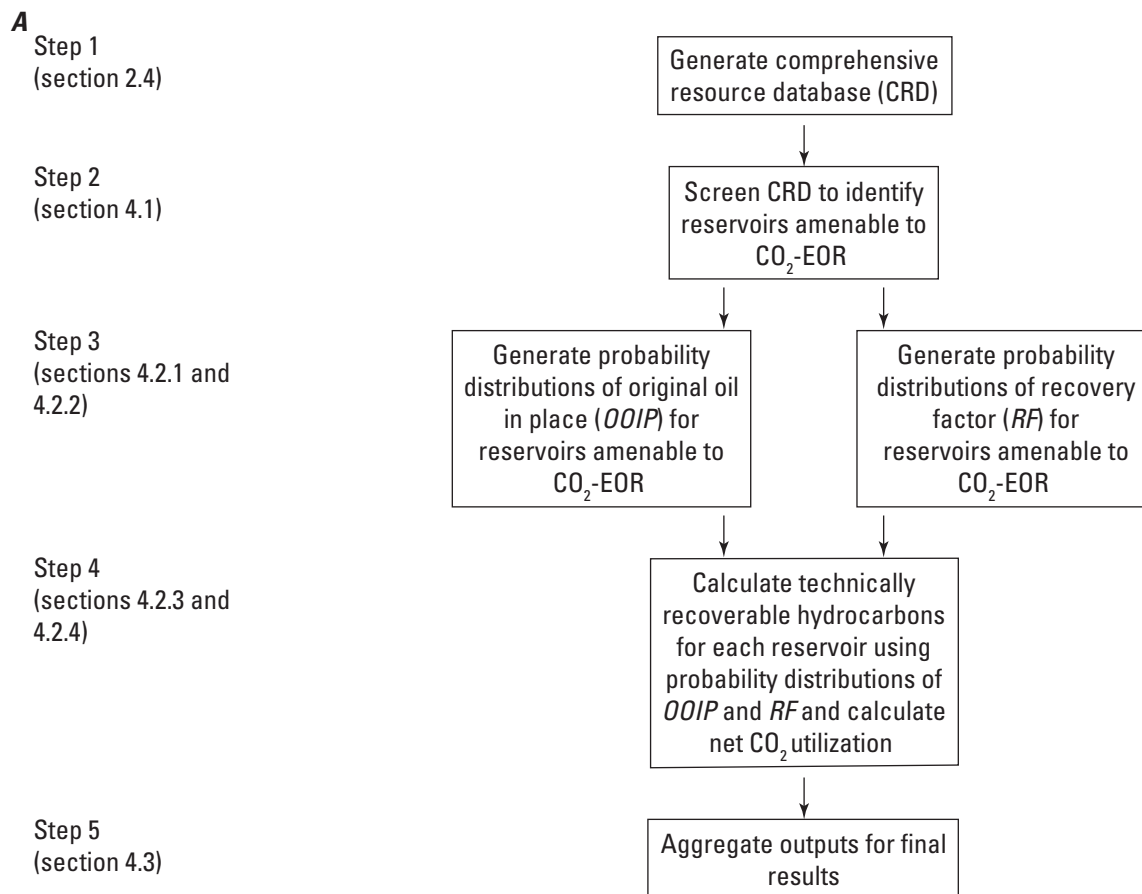 A
Step 1
(section 2.4)
Generate comprehensive
resource database (CRD)
Step 2
(section 4.1)
Screen CRD to identify
reservoirs amenable to
CO₂-EOR
Step 3
(sections 4.2.1 and
4.2.2)
Generate probability
distributions of original oil
in place (OOIP) for
reservoirs amenable to
CO₂-EOR
Generate probability
distributions of recovery
factor (RF) for
reservoirs amenable to
CO₂-EOR
Step 4
(sections 4.2.3 and
4.2.4)
Calculate technically
recoverable hydrocarbons
for each reservoir using
probability distributions of
OOIP and RF and calculate
net CO₂ utilization
Step 5
(section 4.3)
Aggregate outputs for final
results